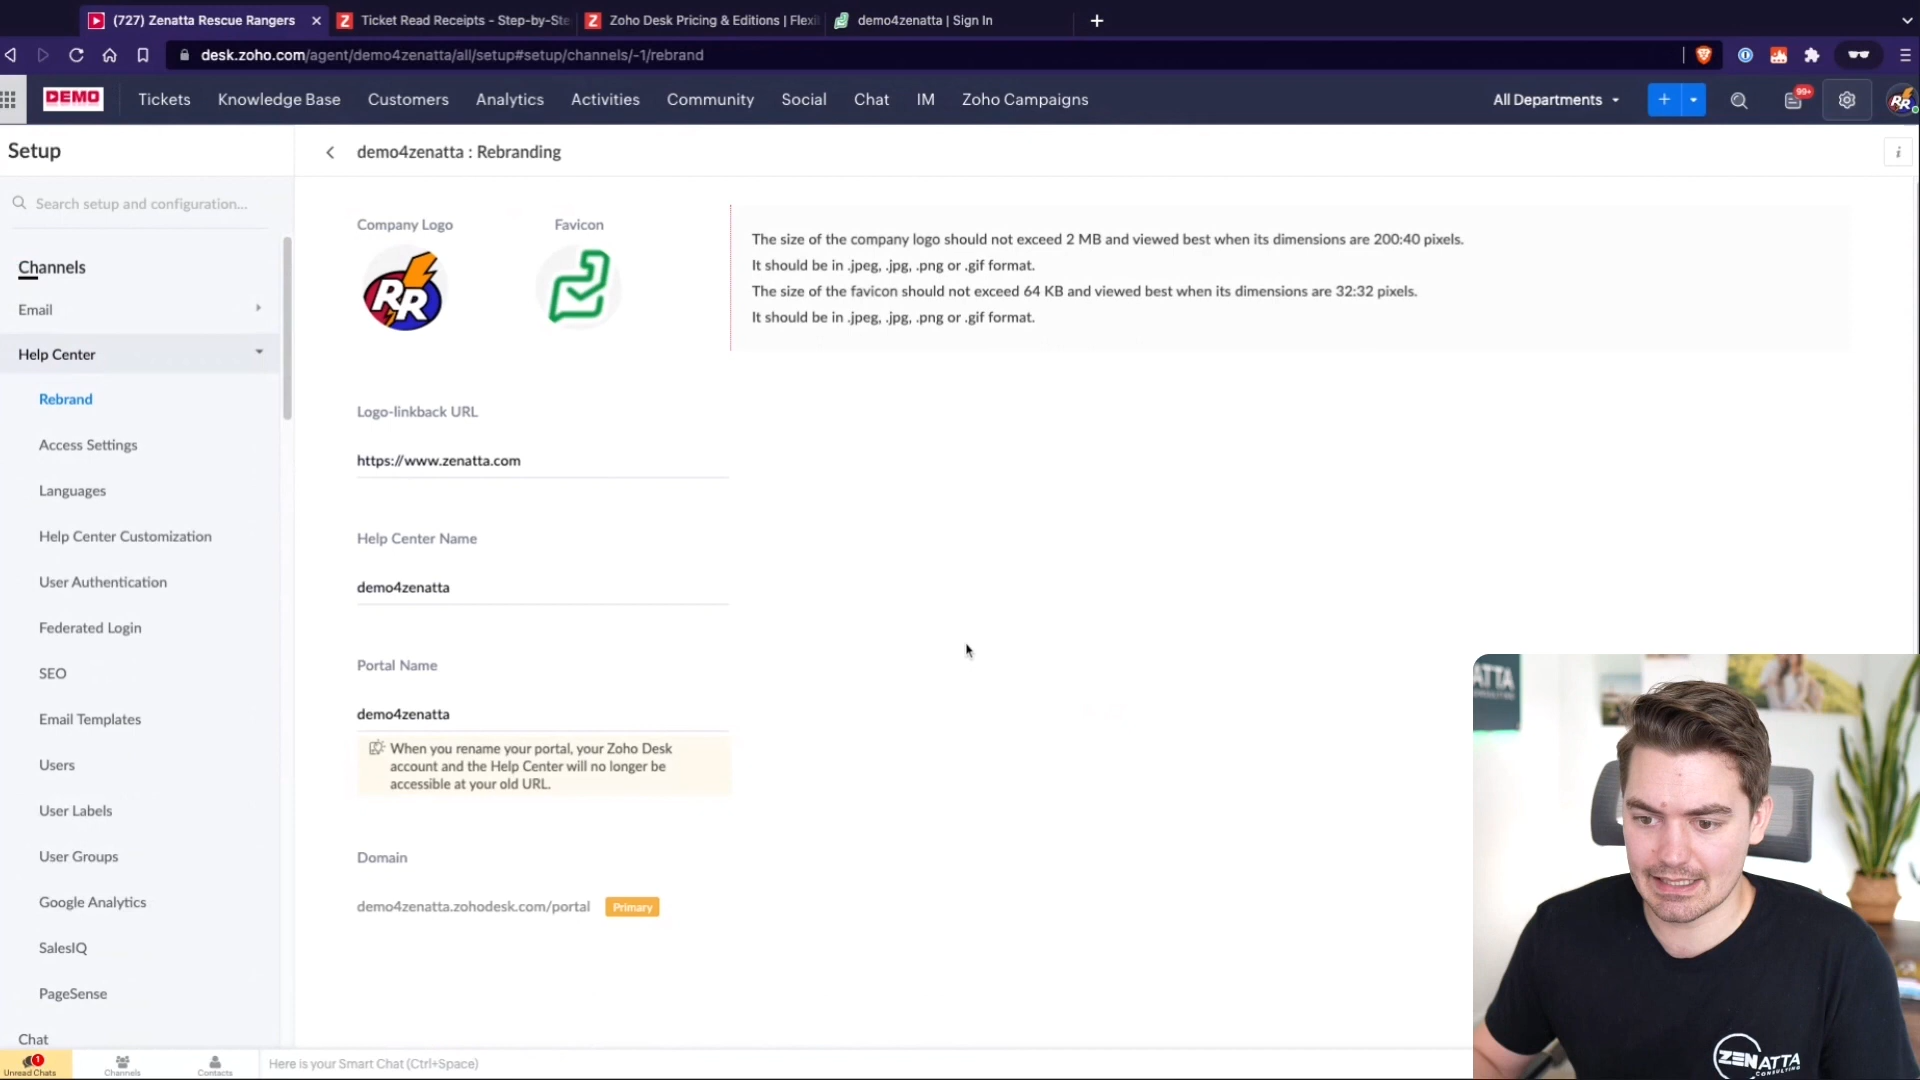 (727) Zenatta Rescue Rangers
Ticket Read Receipts - Step-by-Ste
Zoho Desk Pricing & Editions | Flexi
demo4zenatta | Sign In
desk.zoho.com/agent/demo4zenatta/all/setup#setup/channels/-1/rebrand
DEMO
Tickets
Knowledge Base
Customers
Analytics
Activities
Community
Social
Chat
IM
Zoho Campaigns
All Departments
99+
Setup
demo4zenatta : Rebranding
Search setup and configuration...
Channels
Email
Help Center
Rebrand
Access Settings
Languages
Help Center Customization
User Authentication
Federated Login
SEO
Email Templates
Users
User Labels
User Groups
Google Analytics
SalesIQ
PageSense
Chat
Company Logo
Favicon
RR
The size of the company logo should not exceed 2 MB and viewed best when its dimensions are 200:40 pixels.
It should be in .jpeg, .jpg, .png or .gif format.
The size of the favicon should not exceed 64 KB and viewed best when its dimensions are 32:32 pixels.
It should be in .jpeg, .jpg, .png or .gif format.
Logo-linkback URL
https://www.zenatta.com
Help Center Name
demo4zenatta
Portal Name
demo4zenatta
When you rename your portal, your Zoho Desk
account and the Help Center will no longer be
accessible at your old URL.
Domain
demo4zenatta.zohodesk.com/portal
Primary
1
Unread Chats
Channels
Contacts
Here is your Smart Chat (Ctrl+Space)
ATTA
ZENATTA
CONSULTING